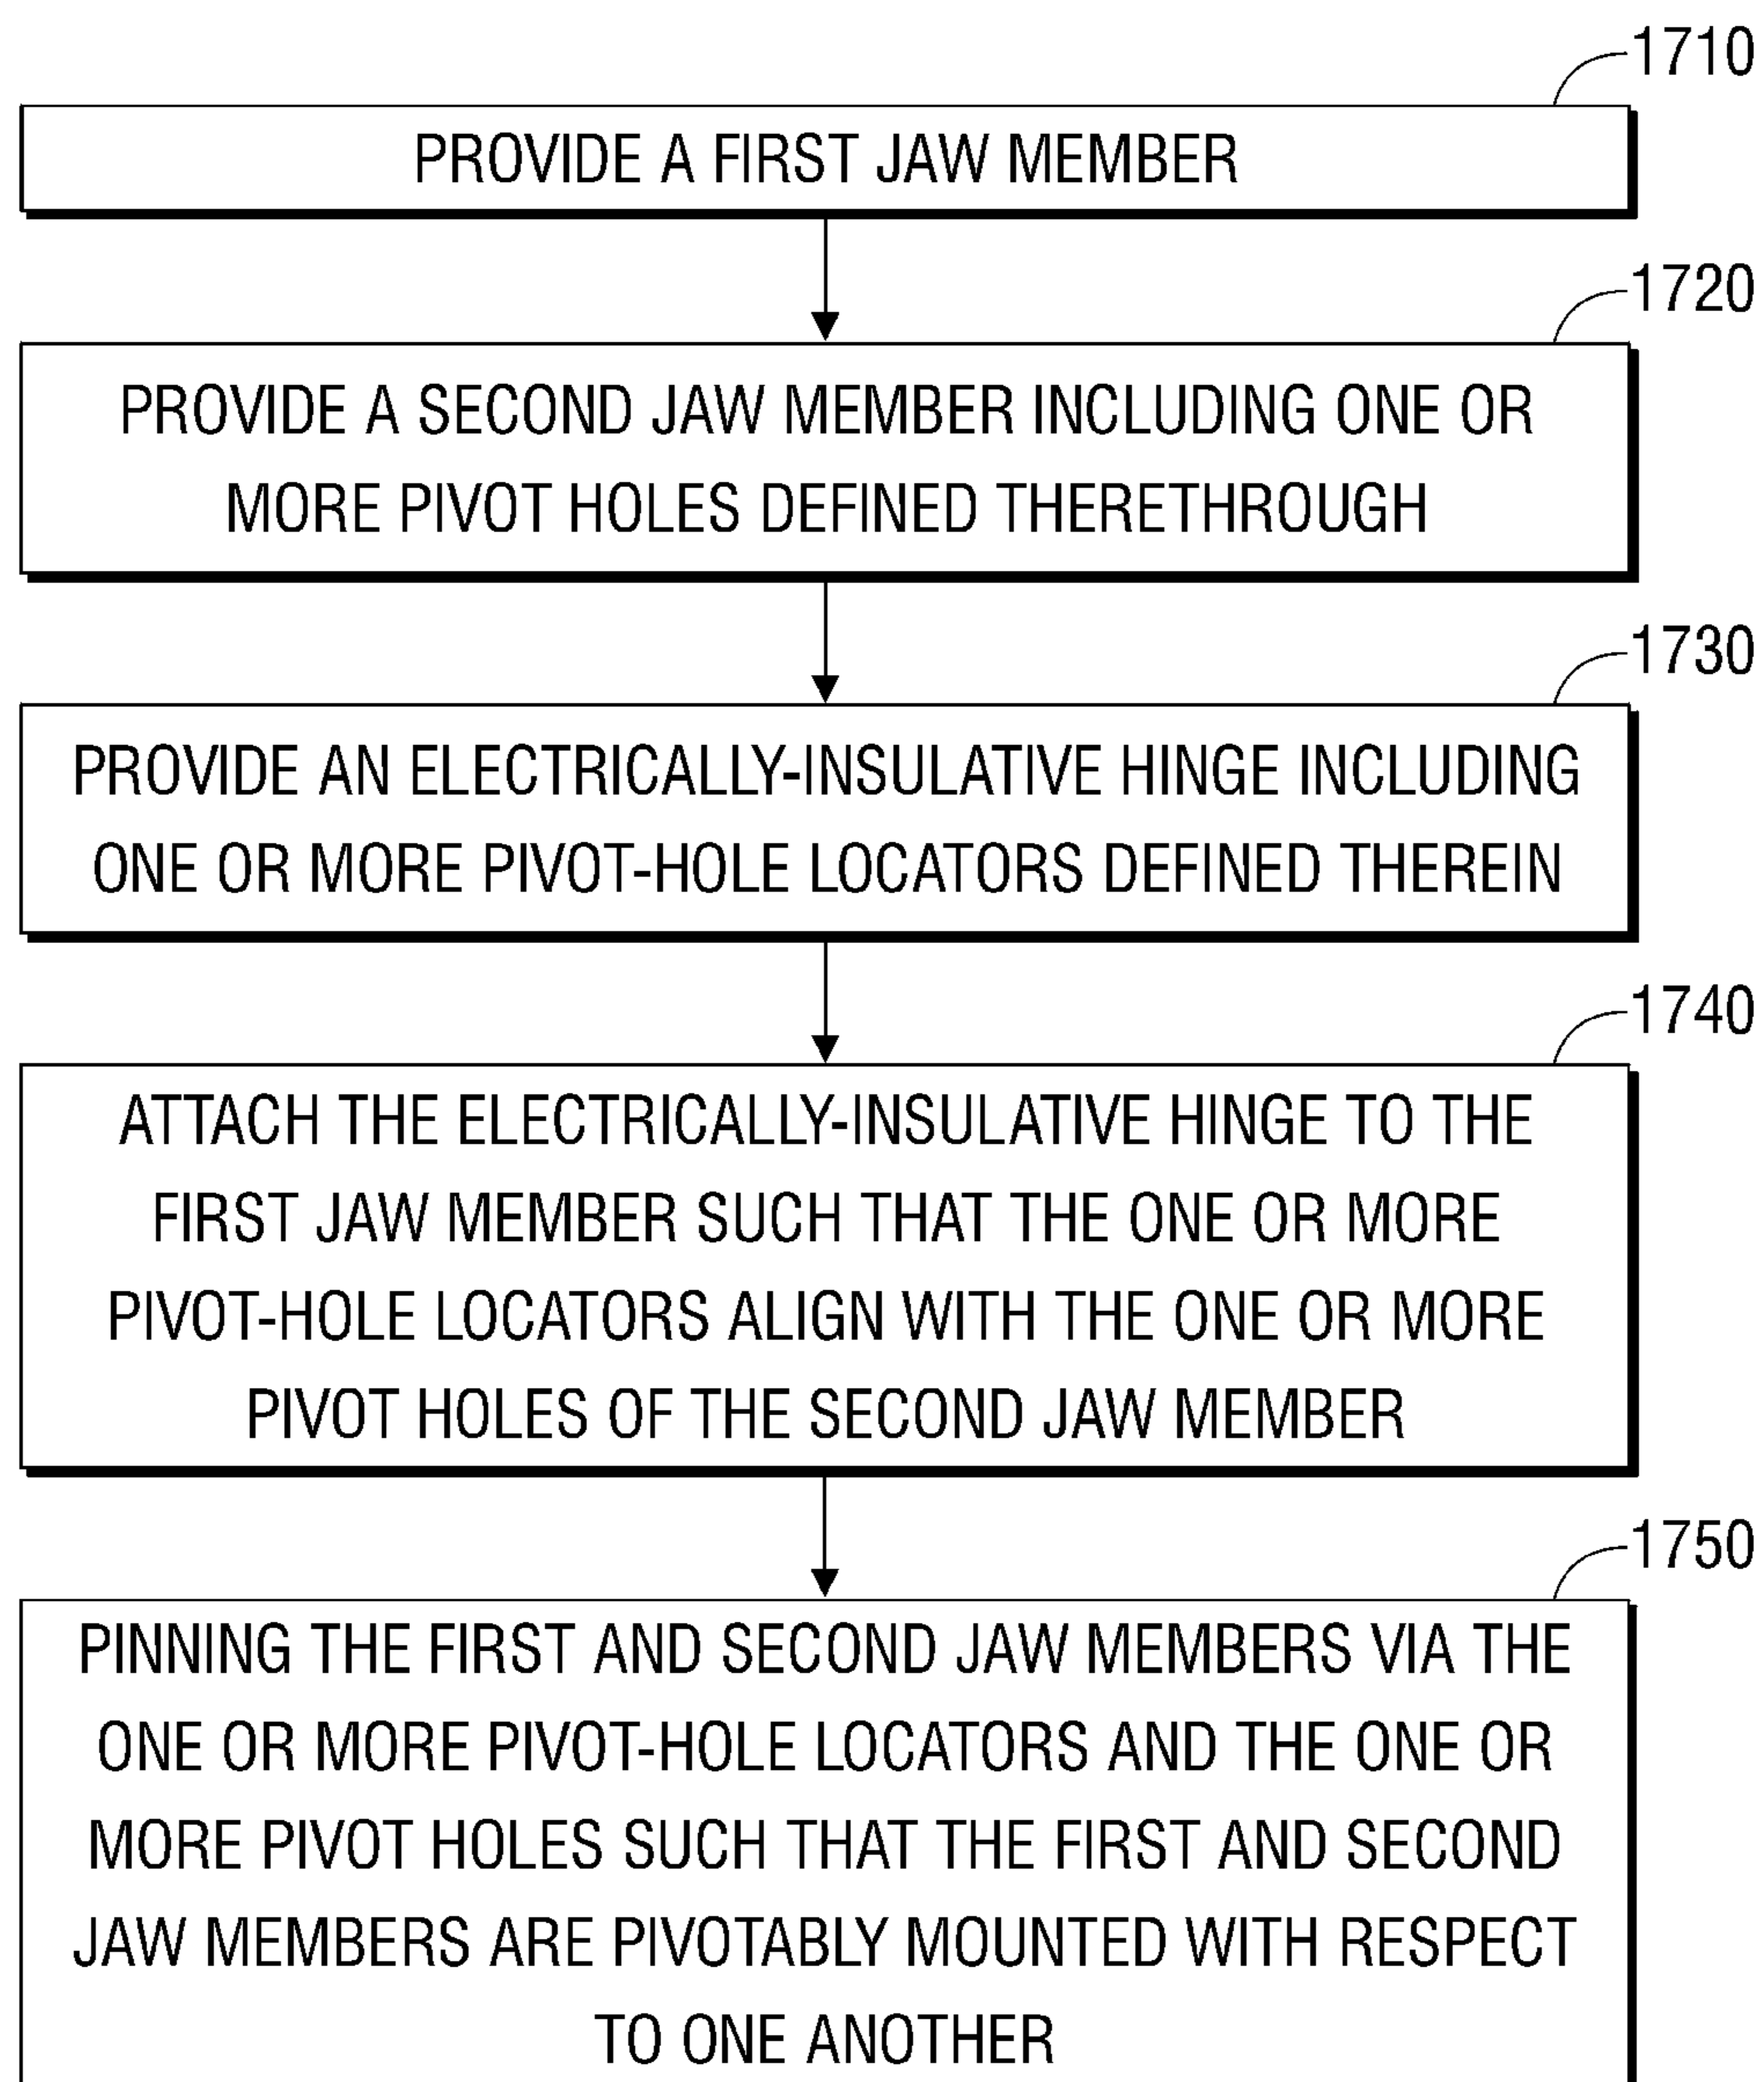 1710
PROVIDE A FIRST JAW MEMBER
1720
PROVIDE A SECOND JAW MEMBER INCLUDING ONE OR
MORE PIVOT HOLES DEFINED THERETHROUGH
1730
PROVIDE AN ELECTRICALLY-INSULATIVE HINGE INCLUDING
ONE OR MORE PIVOT-HOLE LOCATORS DEFINED THEREIN
1740
ATTACH THE ELECTRICALLY-INSULATIVE HINGE TO THE
FIRST JAW MEMBER SUCH THAT THE ONE OR MORE
PIVOT-HOLE LOCATORS ALIGN WITH THE ONE OR MORE
PIVOT HOLES OF THE SECOND JAW MEMBER
1750
PINNING THE FIRST AND SECOND JAW MEMBERS VIA THE
ONE OR MORE PIVOT-HOLE LOCATORS AND THE ONE OR
MORE PIVOT HOLES SUCH THAT THE FIRST AND SECOND
JAW MEMBERS ARE PIVOTABLY MOUNTED WITH RESPECT
TO ONE ANOTHER